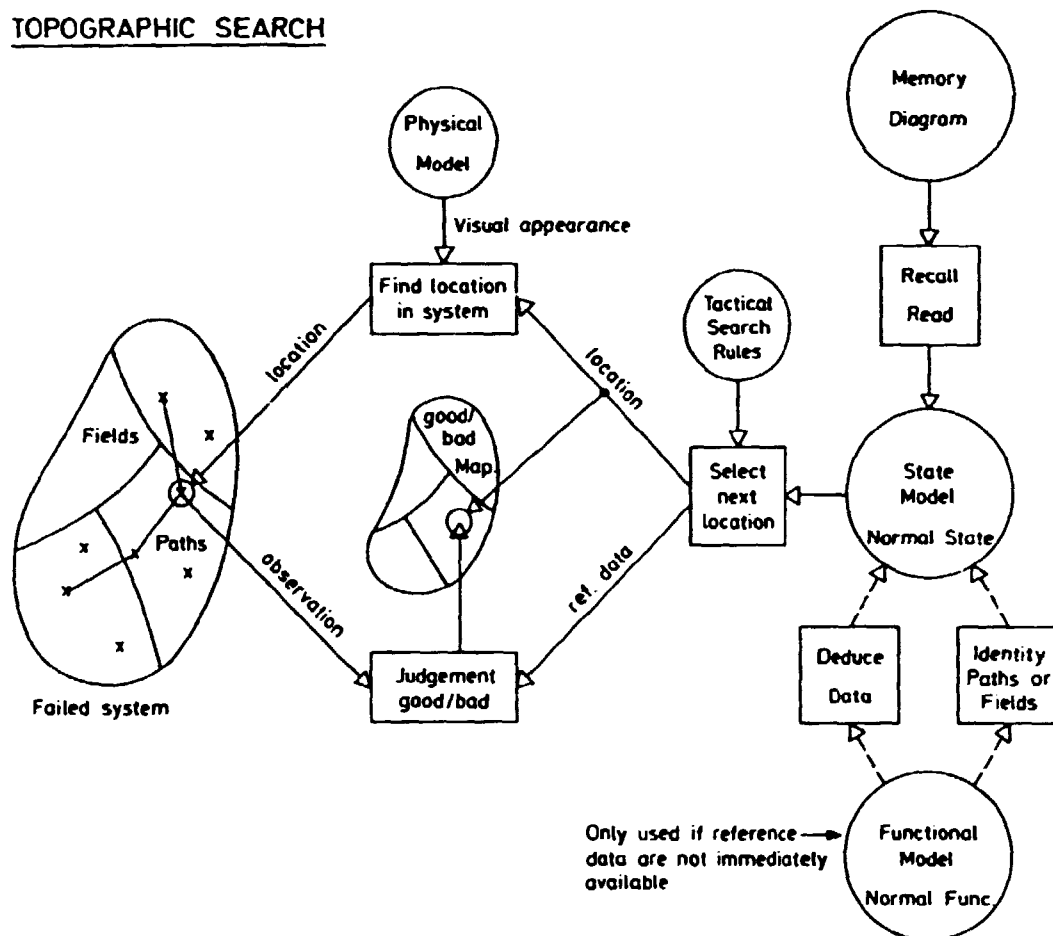 TOPOGRAPHIC SEARCH
Memory
Diagram
Physical
Model
Visual appearance
Recall
Read
Find location
in system
Tactical
Search
Rules
location
location
good/
bad
Map
Fields
Select
next
location
State
Model
Normal State
Paths
observation
ref. data
Judgement
good/bad
Failed system
Deduce
Data
Identity
Paths or
Fields
Only used if reference
data are not immediately
available
Functional
Model
Normal Func.